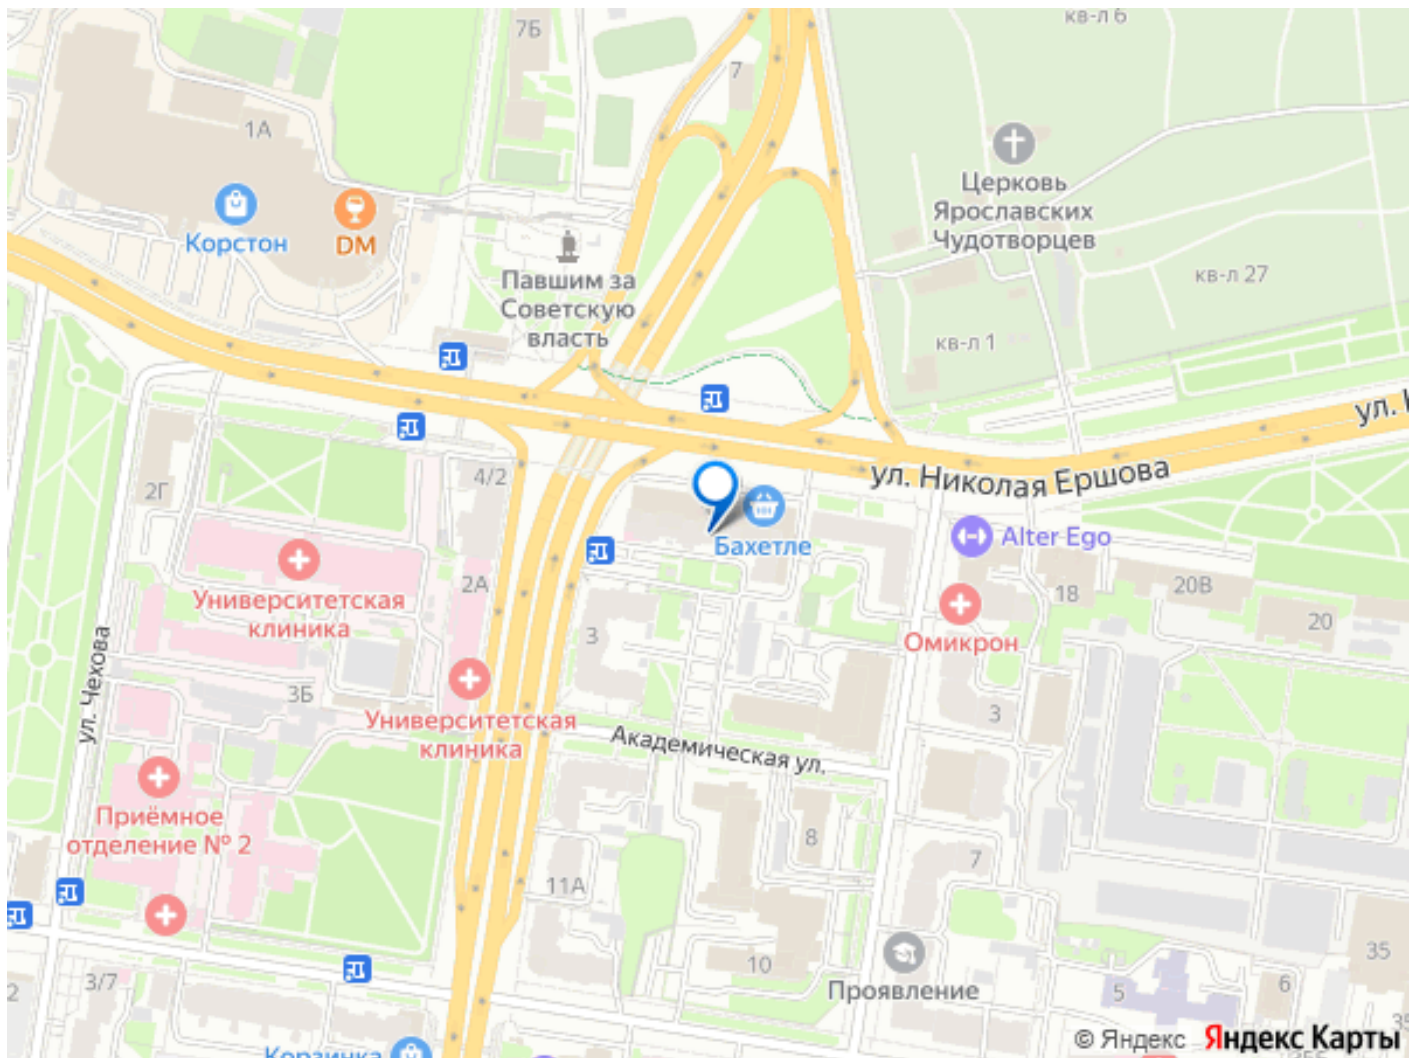 кв-л 6
7Б
7
1А
Церковь
Ярославских
Чудотворцев
Корстон
DM
кв-л 27
Павшим за
Советскую
власть
кв-л 1
ул. Николая Ершова
4/2
2Г
Бахетле
Alter Ego
Университетская
клиника
2А
18
20В
20
3
Омикрон
ул. Чехова
3Б
Университетская
клиника
3
Академическая ул.
Приёмное
отделение № 2
8
7
11А
10
35
3/7
2
Проявление
5
6
Корзинка
© Яндекс Яндекс Карты